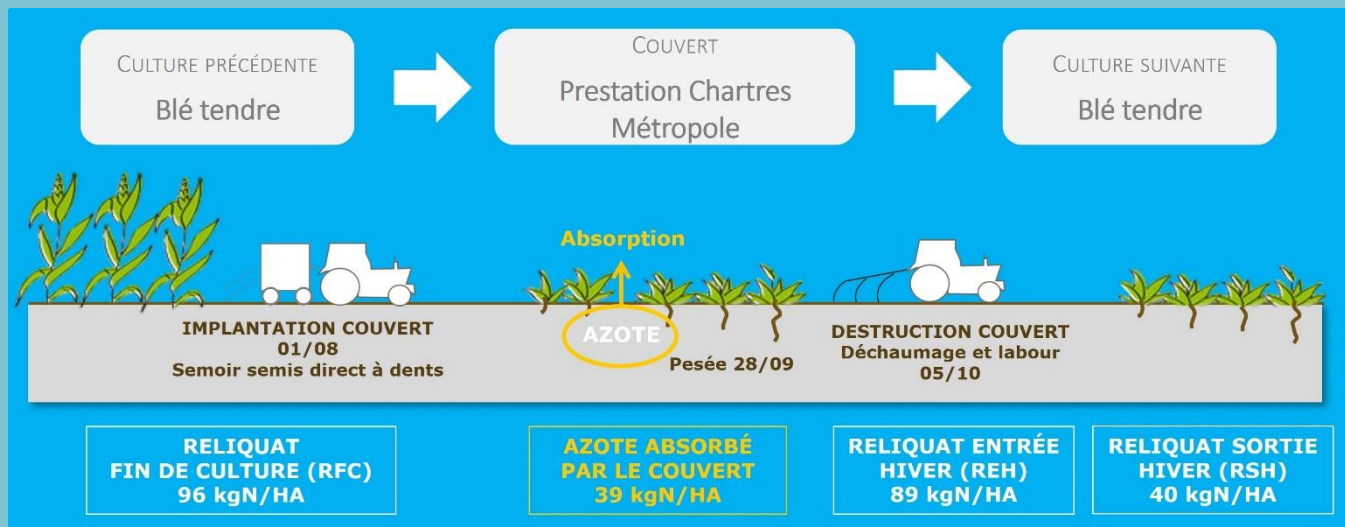 CULTURE PRÉCÉDENTE
Blé tendre
COUVERT
Prestation Chartres
Métropole
CULTURE SUIVANTE
Blé tendre
Absorption
IMPLANTATION COUVERT
01/08
Semoir semis direct à dents
AZOTE
Pesée 28/09
DESTRUCTION COUVERT
Déchaumage et labour
05/10
RELIQUAT
FIN DE CULTURE (RFC)
96 kgN/HA
AZOTE ABSORBÉ
PAR LE COUVERT
39 kgN/HA
RELIQUAT ENTRÉE
HIVER (REH)
89 kgN/HA
RELIQUAT SORTIE
HIVER (RSH)
40 kgN/HA